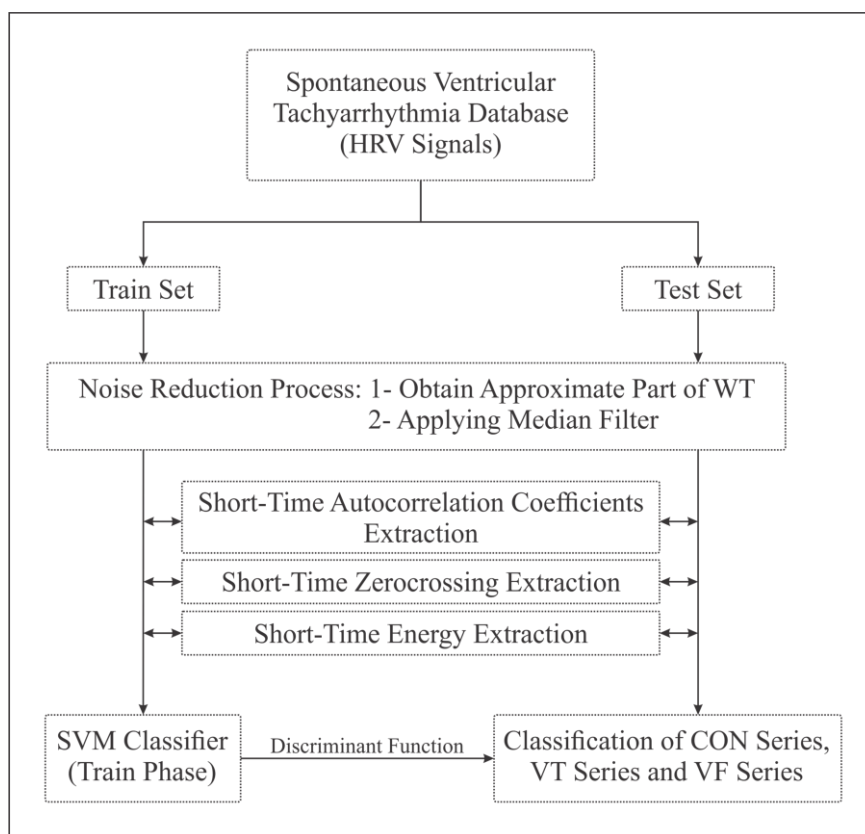 Spontaneous Ventricular
Tachyarrhythmia Database
(HRV Signals)
Train Set
Test Set
Noise Reduction Process: 1- Obtain Approximate Part of WT
2- Applying Median Filter
Short-Time Autocorrelation Coefficients
Extraction
Short-Time Zerocrossing Extraction
Short-Time Energy Extraction
SVM Classifier
(Train Phase)
Discriminant Function
Classification of CON Series,
VT Series and VF Series